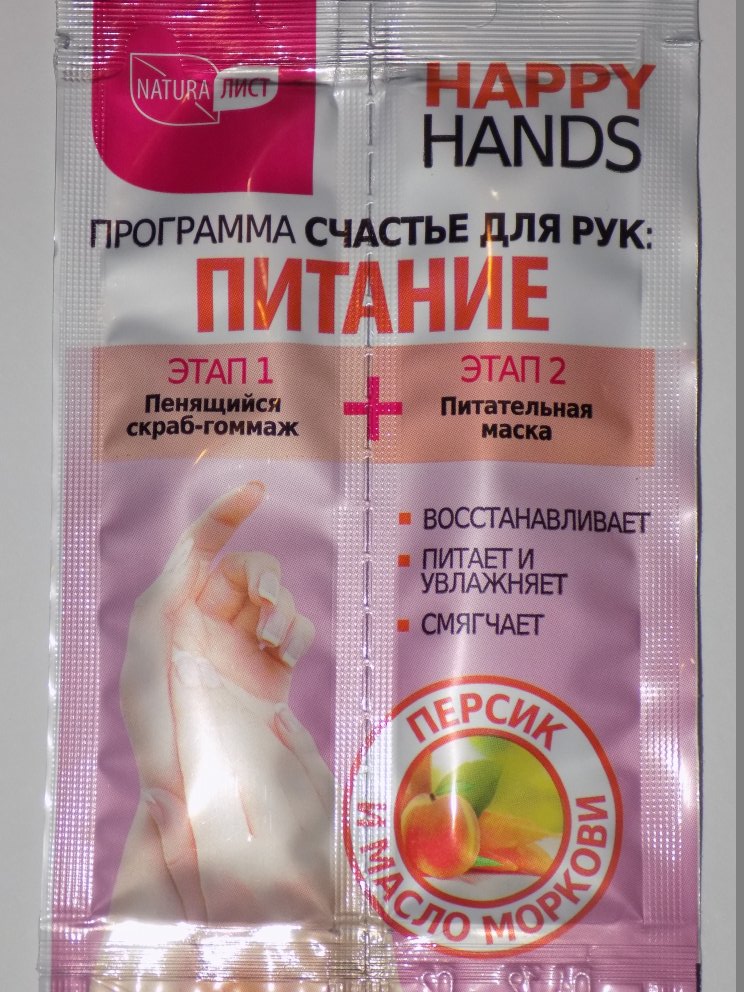 NATURA ЛИСТ
HAPPY
HANDS
ПРОГРАММА СЧАСТЬЕ ДЛЯ РУК:
ПИТАНИЕ
ЭТАП 1
Пенящийся
скраб-гоммаж
+
ЭТАП 2
Питательная
маска
ВОССТАНАВЛИВАЕТ
ПИТАЕТ И
УВЛАЖНЯЕТ
СМЯГЧАЕТ
ПЕРСИК
И МАСЛО МОРКОВИ